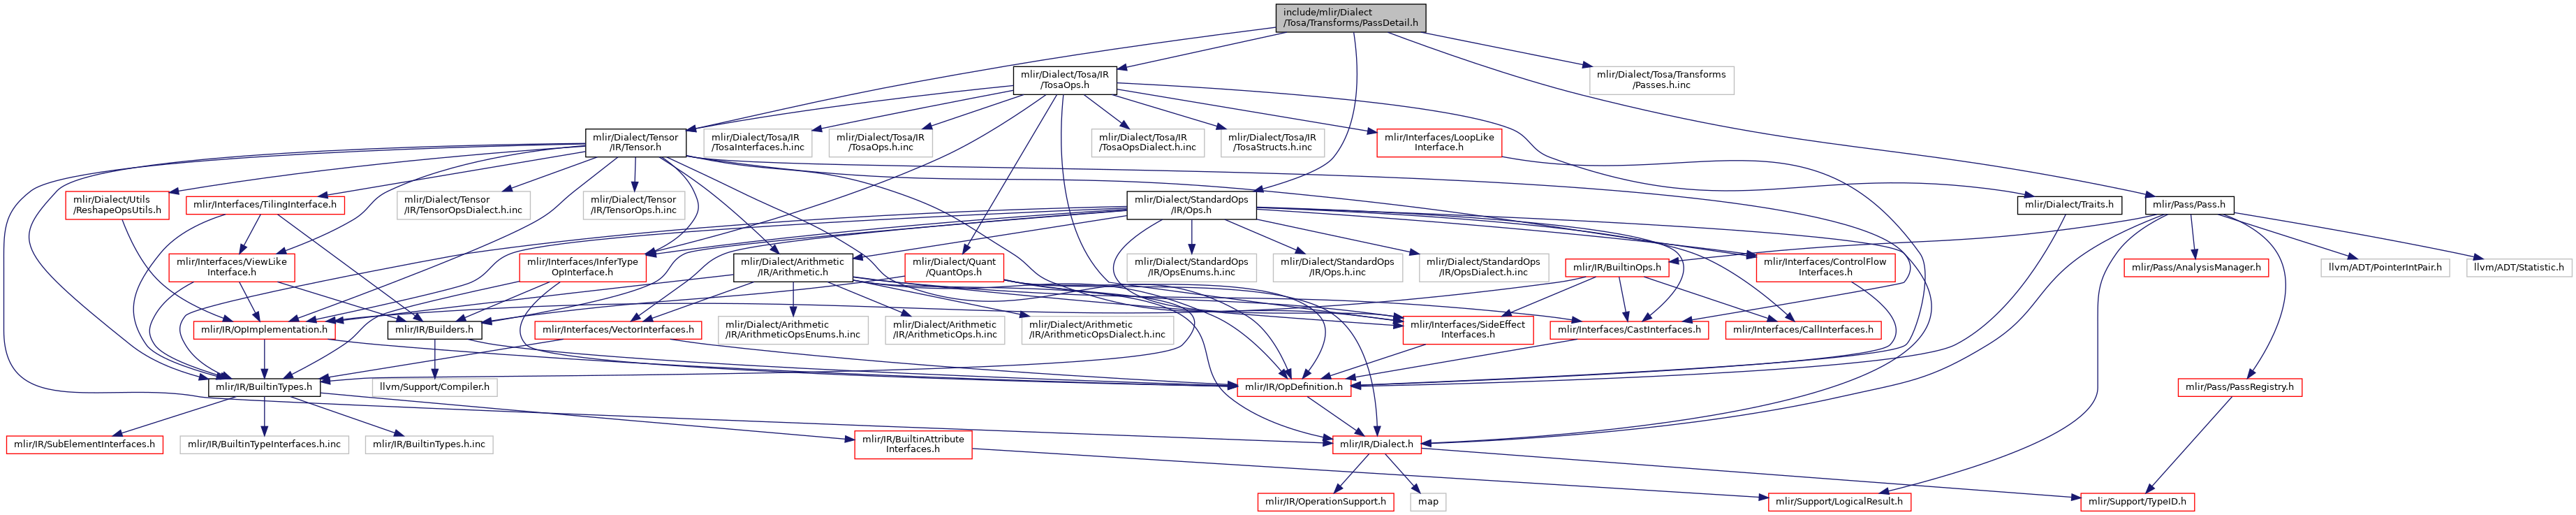 include/mlir/Dialect
/Tosa/Transforms/PassDetail.h
mlir/Dialect/Tosa/IR
/TosaOps.h
mlir/Dialect/Tosa/Transforms
/Passes.h.inc
mlir/Dialect/Tensor
/IR/Tensor.h
mlir/Dialect/Tosa/IR
/TosaInterfaces.h.inc
mlir/Dialect/Tosa/IR
/TosaOps.h.inc
mlir/Dialect/Tosa/IR
/TosaOpsDialect.h.inc
mlir/Dialect/Tosa/IR
/TosaStructs.h.inc
mlir/Interfaces/LoopLike
Interface.h
mlir/Dialect/Utils
/ReshapeOpsUtils.h
mlir/Interfaces/TilingInterface.h
mlir/Dialect/Tensor
/IR/TensorOpsDialect.h.inc
mlir/Dialect/Tensor
/IR/TensorOps.h.inc
mlir/Dialect/StandardOps
/IR/Ops.h
mlir/Dialect/Traits.h
mlir/Pass/Pass.h
mlir/Interfaces/ViewLike
Interface.h
mlir/Interfaces/InferType
OpInterface.h
mlir/Dialect/Arithmetic
/IR/Arithmetic.h
mlir/Dialect/Quant
/QuantOps.h
mlir/Dialect/StandardOps
/IR/OpsEnums.h.inc
mlir/Dialect/StandardOps
/IR/Ops.h.inc
mlir/Dialect/StandardOps
/IR/OpsDialect.h.inc
mlir/IR/BuiltinOps.h
mlir/Interfaces/ControlFlow
Interfaces.h
mlir/Pass/AnalysisManager.h
llvm/ADT/PointerIntPair.h
llvm/ADT/Statistic.h
mlir/IR/OpImplementation.h
mlir/IR/Builders.h
mlir/Interfaces/VectorInterfaces.h
mlir/Dialect/Arithmetic
/IR/ArithmeticOpsEnums.h.inc
mlir/Dialect/Arithmetic
/IR/ArithmeticOps.h.inc
mlir/Dialect/Arithmetic
/IR/ArithmeticOpsDialect.h.inc
mlir/Interfaces/SideEffect
Interfaces.h
mlir/Interfaces/CastInterfaces.h
mlir/Interfaces/CallInterfaces.h
mlir/IR/BuiltinTypes.h
llvm/Support/Compiler.h
mlir/IR/OpDefinition.h
mlir/Pass/PassRegistry.h
mlir/IR/SubElementInterfaces.h
mlir/IR/BuiltinTypeInterfaces.h.inc
mlir/IR/BuiltinTypes.h.inc
mlir/IR/BuiltinAttribute
Interfaces.h
mlir/IR/Dialect.h
mlir/IR/OperationSupport.h
map
mlir/Support/LogicalResult.h
mlir/Support/TypeID.h